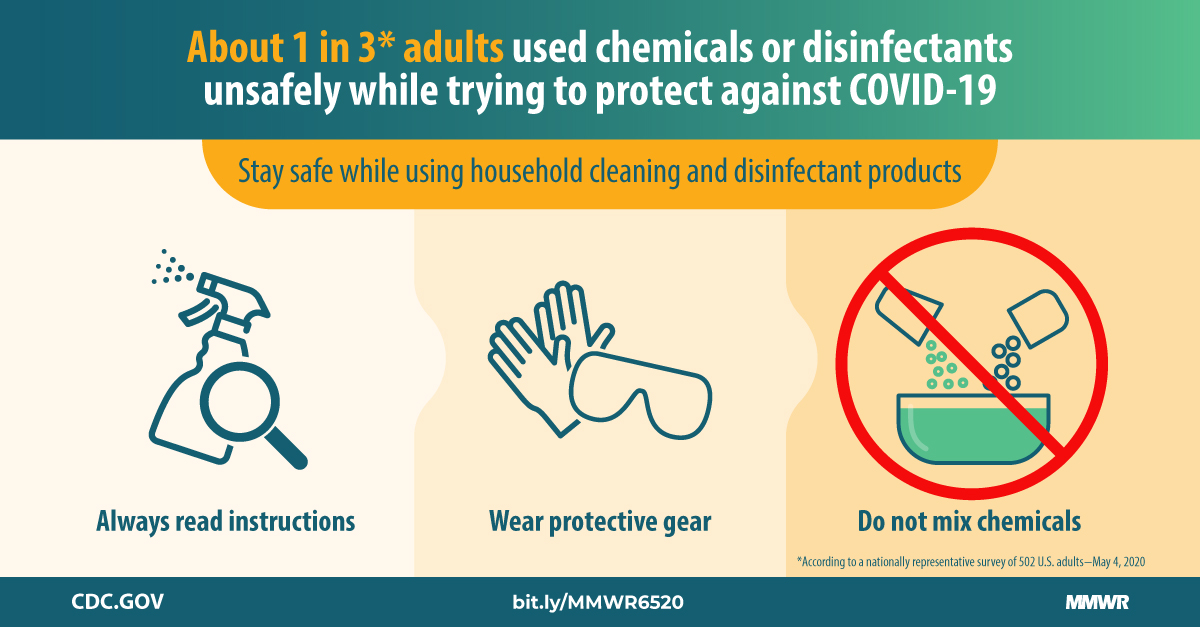 About 1 in 3* adults used chemicals or disinfectants
unsafely while trying to protect against COVID-19
Stay safe while using household cleaning and disinfectant products
Always read instructions
Wear protective gear
Do not mix chemicals
*According to a nationally representative survey of 502 U.S. adults—May 4, 2020
CDC.GOV
bit.ly/MMWR6520
MMWR